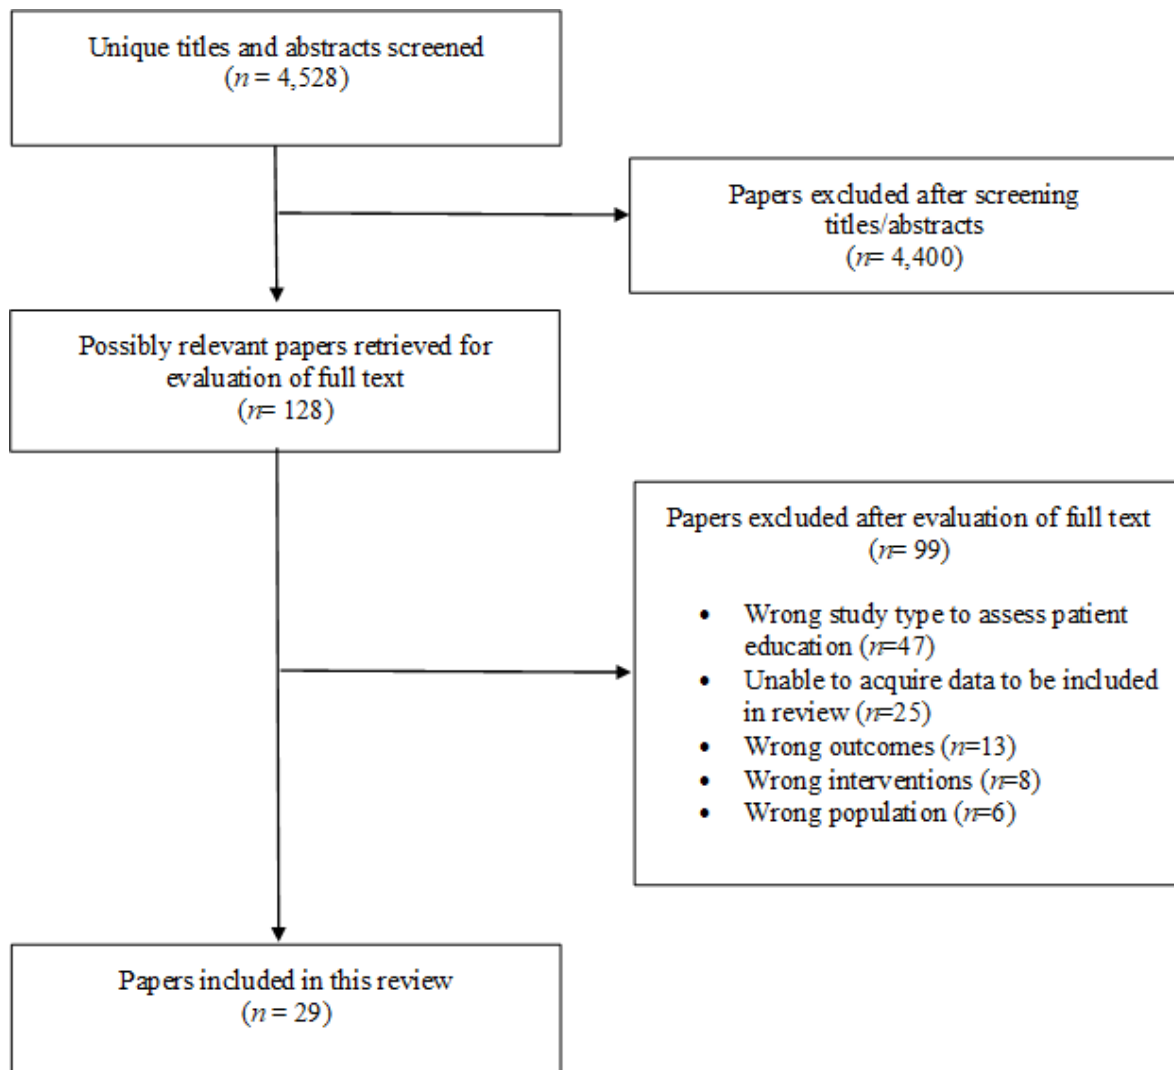 Unique titles and abstracts screened
(n = 4,528)
Papers excluded after screening
titles/abstracts
(n= 4,400)
Possibly relevant papers retrieved for
evaluation of full text
(n= 128)
Papers excluded after evaluation of full text
(n= 99)
• Wrong study type to assess patient
education (n=47)
• Unable to acquire data to be included
in review (n=25)
• Wrong outcomes (n=13)
• Wrong interventions (n=8)
• Wrong population (n=6)
Papers included in this review
(n = 29)